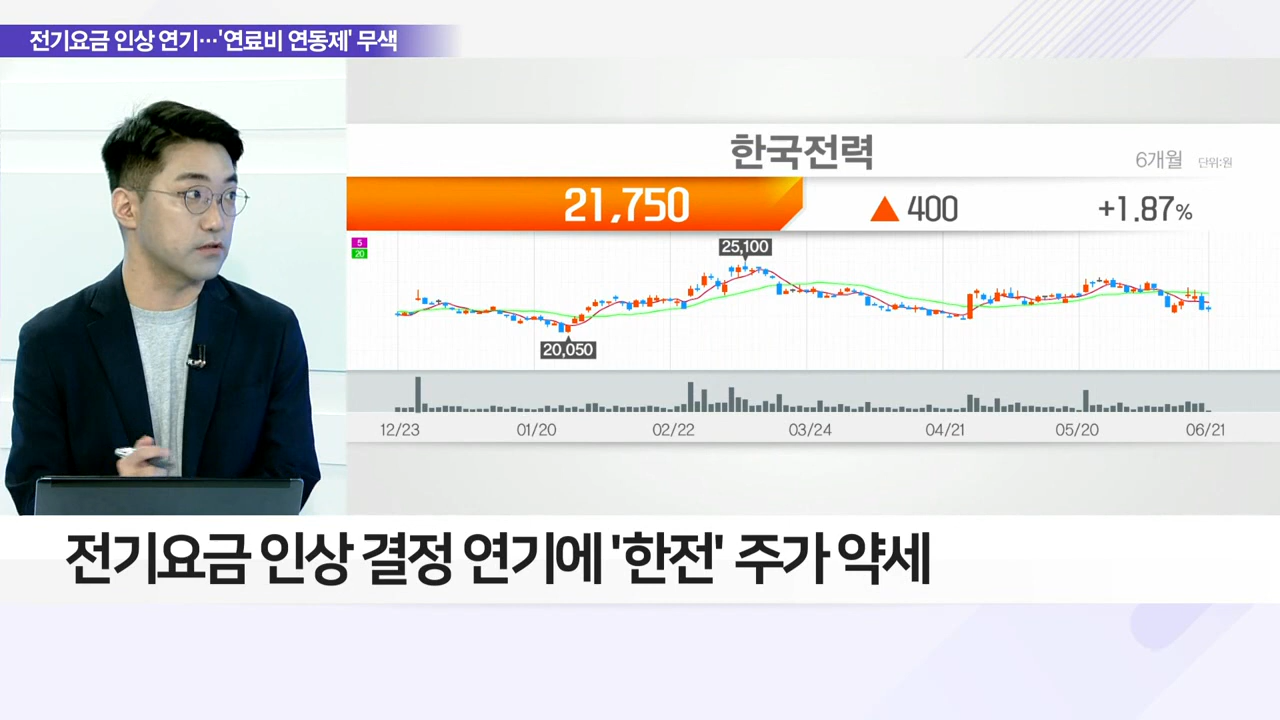 전기요금 인상 연기…'연료비 연동제' 무색
한국전력
6개월 단위:원
21,750 ▲ 400 +1.87%
5
20
25,100
20,050
12/23 01/20 02/22 03/24 04/21 05/20 06/21
전기요금 인상 결정 연기에 '한전' 주가 약세